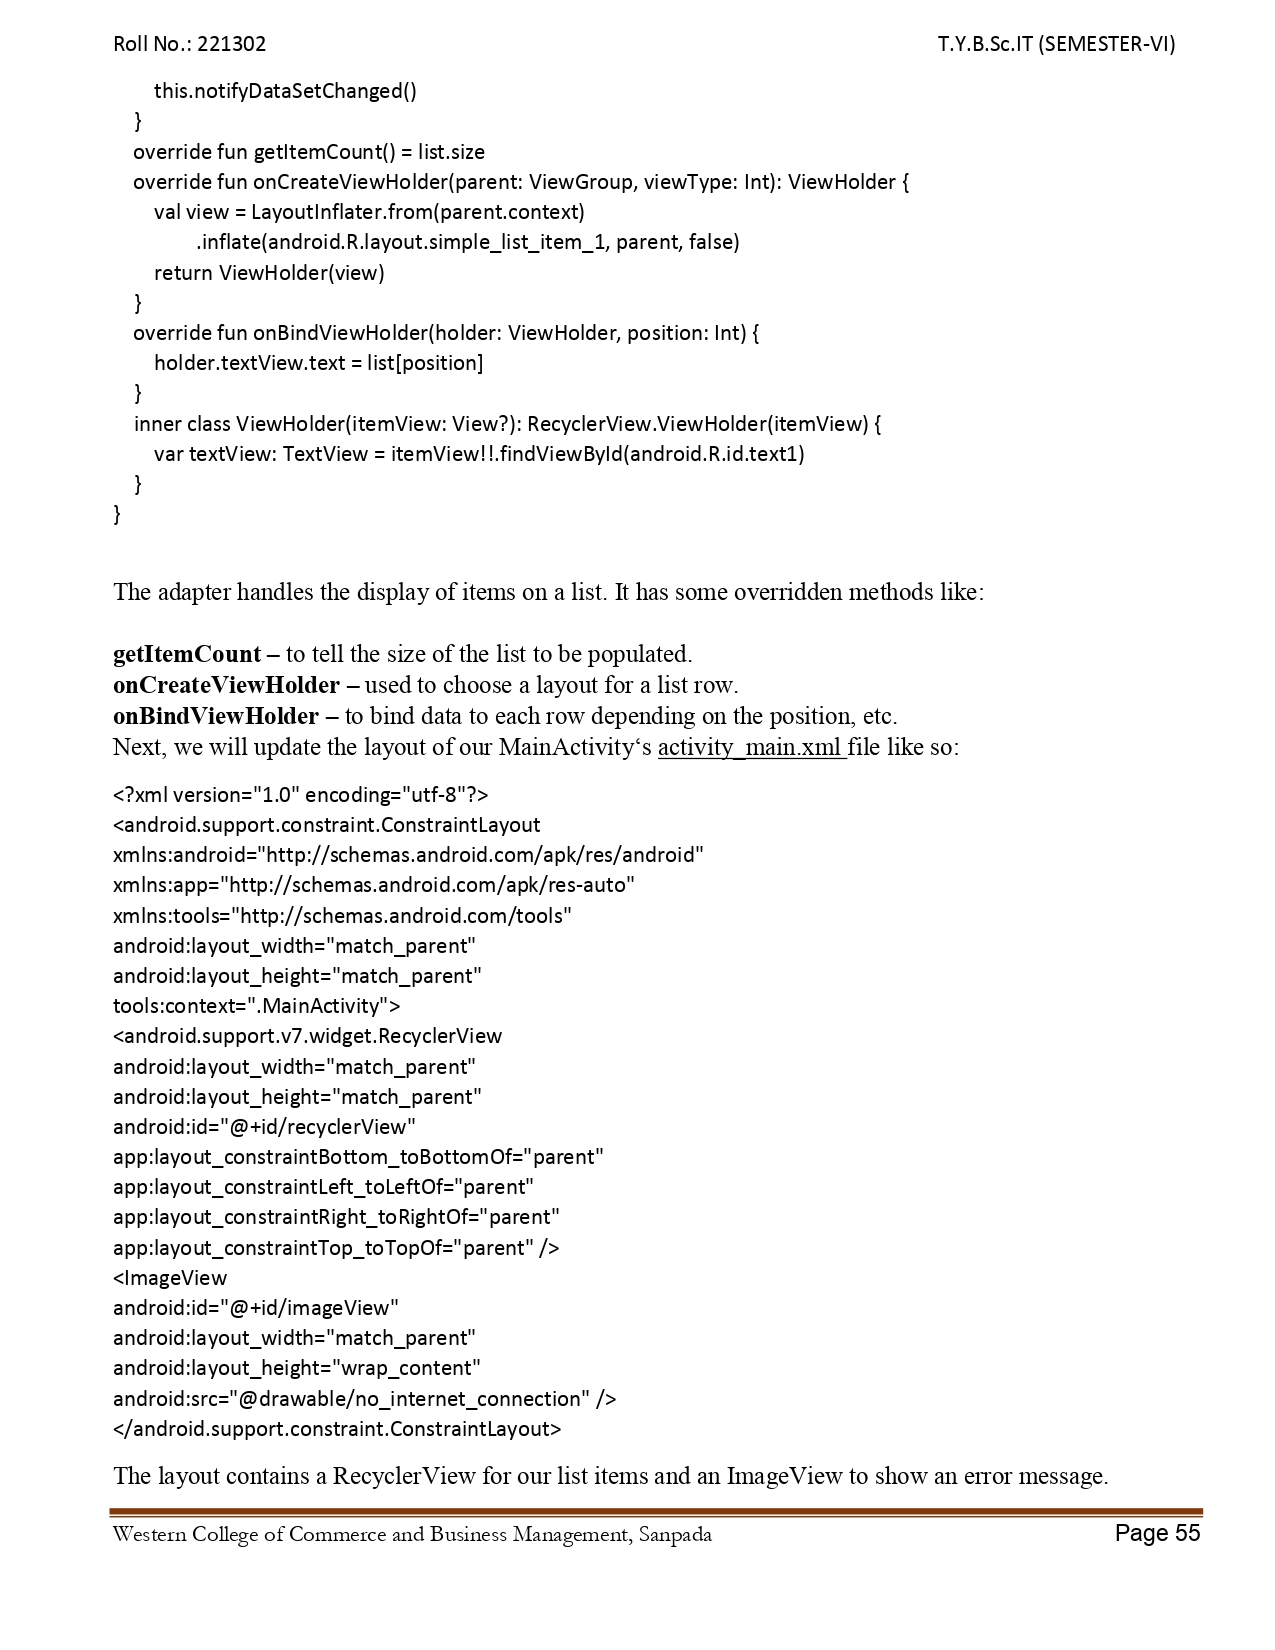 Roll No.: 221302 T.Y.B.Sc.IT (SEMESTER-VI)
this.notifyDataSetChanged()
}
override fun getItemCount() = list.size
override fun onCreateViewHolder(parent: ViewGroup, viewType: Int): ViewHolder {
val view = LayoutInflater.from(parent.context)
.inflate(android.R.layout.simple_list_item_1, parent, false)
return ViewHolder(view)
}
override fun onBindViewHolder(holder: ViewHolder, position: Int) {
holder.textView.text = list[position]
}
inner class ViewHolder(itemView: View?): RecyclerView.ViewHolder(itemView) {
var textView: TextView = itemView!!.findViewById(android.R.id.text1)
}
}
The adapter handles the display of items on a list. It has some overridden methods like:
getItemCount – to tell the size of the list to be populated.
onCreateViewHolder – used to choose a layout for a list row.
onBindViewHolder – to bind data to each row depending on the position, etc.
Next, we will update the layout of our MainActivity‘s activity_main.xml file like so:
<?xml version="1.0" encoding="utf-8"?>
<android.support.constraint.ConstraintLayout
xmlns:android="http://schemas.android.com/apk/res/android"
xmlns:app="http://schemas.android.com/apk/res-auto"
xmlns:tools="http://schemas.android.com/tools"
android:layout_width="match_parent"
android:layout_height="match_parent"
tools:context=".MainActivity">
<android.support.v7.widget.RecyclerView
android:layout_width="match_parent"
android:layout_height="match_parent"
android:id="@+id/recyclerView"
app:layout_constraintBottom_toBottomOf="parent"
app:layout_constraintLeft_toLeftOf="parent"
app:layout_constraintRight_toRightOf="parent"
app:layout_constraintTop_toTopOf="parent" />
<ImageView
android:id="@+id/imageView"
android:layout_width="match_parent"
android:layout_height="wrap_content"
android:src="@drawable/no_internet_connection" />
</android.support.constraint.ConstraintLayout>
The layout contains a RecyclerView for our list items and an ImageView to show an error message.
Western College of Commerce and Business Management, Sanpada Page 55